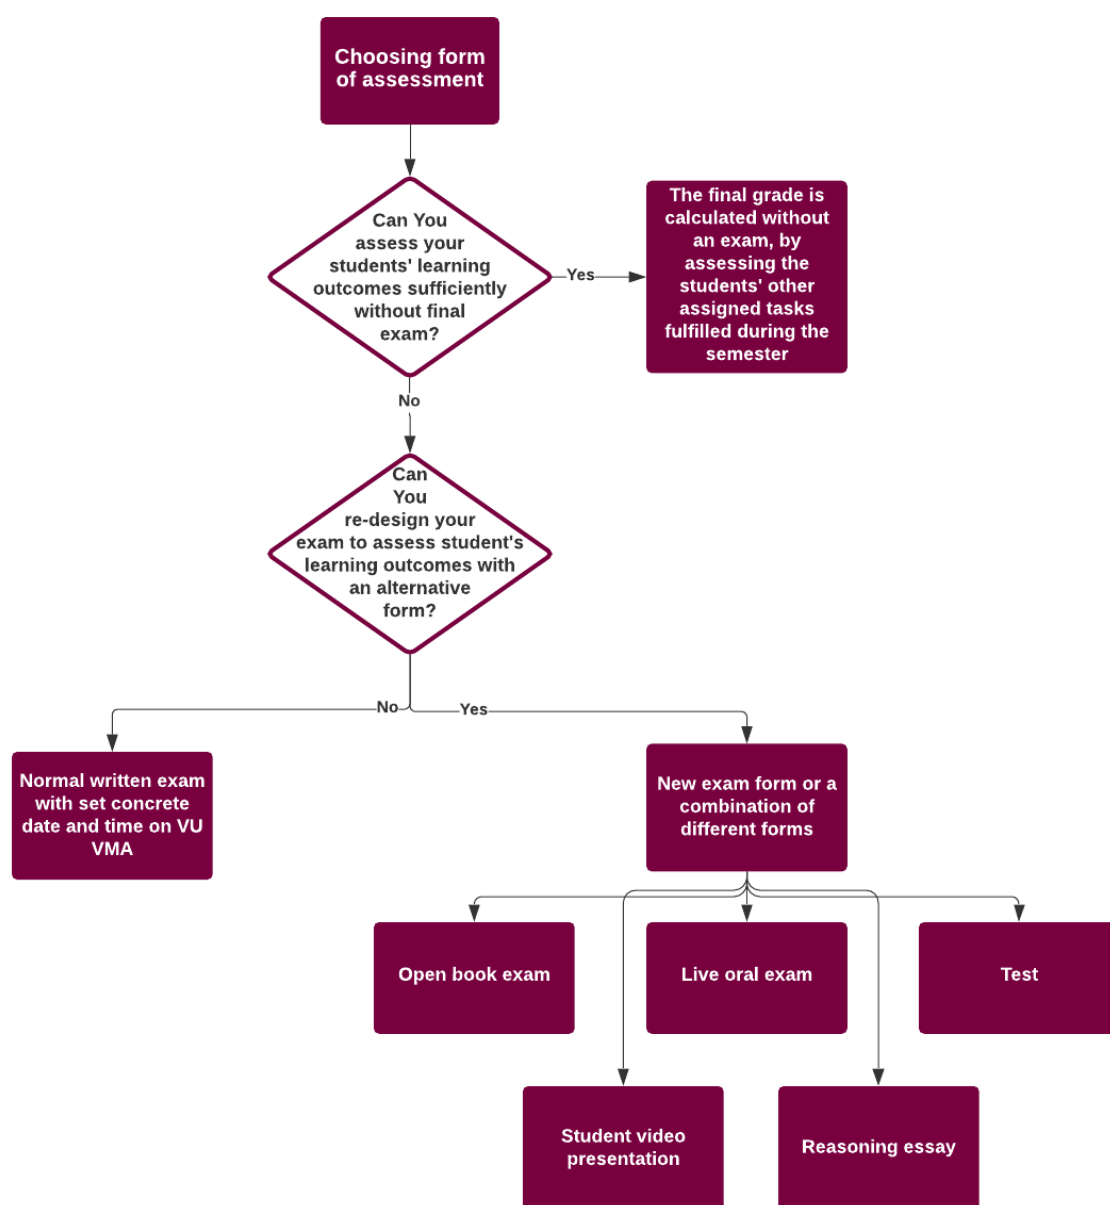 Choosing form
of assessment
Can You
assess your
students' learning
outcomes sufficiently
without final
exam?
Yes
The final grade is
calculated without
an exam, by
assessing the
students' other
assigned tasks
fulfilled during the
semester
No
Can
You
re-design your
exam to assess student's
learning outcomes with
an alternative
form?
No
Yes
Normal written exam
with set concrete
date and time on VU
VMA
New exam form or a
combination of
different forms
Open book exam
Live oral exam
Test
Student video
presentation
Reasoning essay